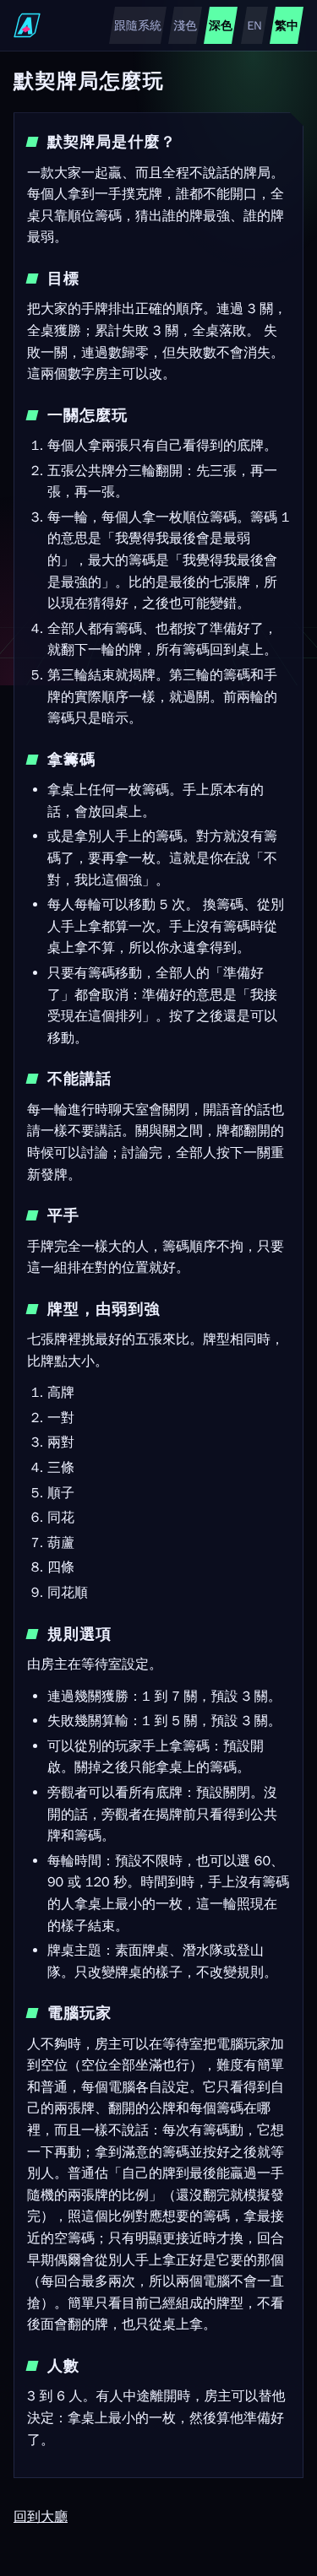 A
跟隨系統 淺色 深色 EN 繁中
默契牌局怎麼玩
默契牌局是什麼？
一款大家一起贏、而且全程不說話的牌局。
每個人拿到一手撲克牌，誰都不能開口，全
桌只靠順位籌碼，猜出誰的牌最強、誰的牌
最弱。
目標
把大家的手牌排出正確的順序。連過 3 關，
全桌獲勝；累計失敗 3 關，全桌落敗。 失
敗一關，連過數歸零，但失敗數不會消失。
這兩個數字房主可以改。
一關怎麼玩
1. 每個人拿兩張只有自己看得到的底牌。
2. 五張公共牌分三輪翻開：先三張，再一
張，再一張。
3. 每一輪，每個人拿一枚順位籌碼。籌碼 1
的意思是「我覺得我最後會是最弱
的」，最大的籌碼是「我覺得我最後會
是最強的」。比的是最後的七張牌，所
以現在猜得好，之後也可能變錯。
4. 全部人都有籌碼、也都按了準備好了，
就翻下一輪的牌，所有籌碼回到桌上。
5. 第三輪結束就揭牌。第三輪的籌碼和手
牌的實際順序一樣，就過關。前兩輪的
籌碼只是暗示。
拿籌碼
• 拿桌上任何一枚籌碼。手上原本有的
話，會放回桌上。
• 或是拿別人手上的籌碼。對方就沒有籌
碼了，要再拿一枚。這就是你在說「不
對，我比這個強」。
• 每人每輪可以移動 5 次。 換籌碼、從別
人手上拿都算一次。手上沒有籌碼時從
桌上拿不算，所以你永遠拿得到。
• 只要有籌碼移動，全部人的「準備好
了」都會取消：準備好的意思是「我接
受現在這個排列」。按了之後還是可以
移動。
不能講話
每一輪進行時聊天室會關閉，開語音的話也
請一樣不要講話。關與關之間，牌都翻開的
時候可以討論；討論完，全部人按下一關重
新發牌。
平手
手牌完全一樣大的人，籌碼順序不拘，只要
這一組排在對的位置就好。
牌型，由弱到強
七張牌裡挑最好的五張來比。牌型相同時，
比牌點大小。
1. 高牌
2. 一對
3. 兩對
4. 三條
5. 順子
6. 同花
7. 葫蘆
8. 四條
9. 同花順
規則選項
由房主在等待室設定。
• 連過幾關獲勝：1 到 7 關，預設 3 關。
• 失敗幾關算輸：1 到 5 關，預設 3 關。
• 可以從別的玩家手上拿籌碼：預設開
啟。關掉之後只能拿桌上的籌碼。
• 旁觀者可以看所有底牌：預設關閉。沒
開的話，旁觀者在揭牌前只看得到公共
牌和籌碼。
• 每輪時間：預設不限時，也可以選 60、
90 或 120 秒。時間到時，手上沒有籌碼
的人拿桌上最小的一枚，這一輪照現在
的樣子結束。
• 牌桌主題：素面牌桌、潛水隊或登山
隊。只改變牌桌的樣子，不改變規則。
電腦玩家
人不夠時，房主可以在等待室把電腦玩家加
到空位（空位全部坐滿也行），難度有簡單
和普通，每個電腦各自設定。它只看得到自
己的兩張牌、翻開的公牌和每個籌碼在哪
裡，而且一樣不說話：每次有籌碼動，它想
一下再動；拿到滿意的籌碼並按好之後就等
別人。普通估「自己的牌到最後能贏過一手
隨機的兩張牌的比例」（還沒翻完就模擬發
完），照這個比例對應想要的籌碼，拿最接
近的空籌碼；只有明顯更接近時才換，回合
早期偶爾會從別人手上拿正好是它要的那個
（每回合最多兩次，所以兩個電腦不會一直
搶）。簡單只看目前已經組成的牌型，不看
後面會翻的牌，也只從桌上拿。
人數
3 到 6 人。有人中途離開時，房主可以替他
決定：拿桌上最小的一枚，然後算他準備好
了。
回到大廳